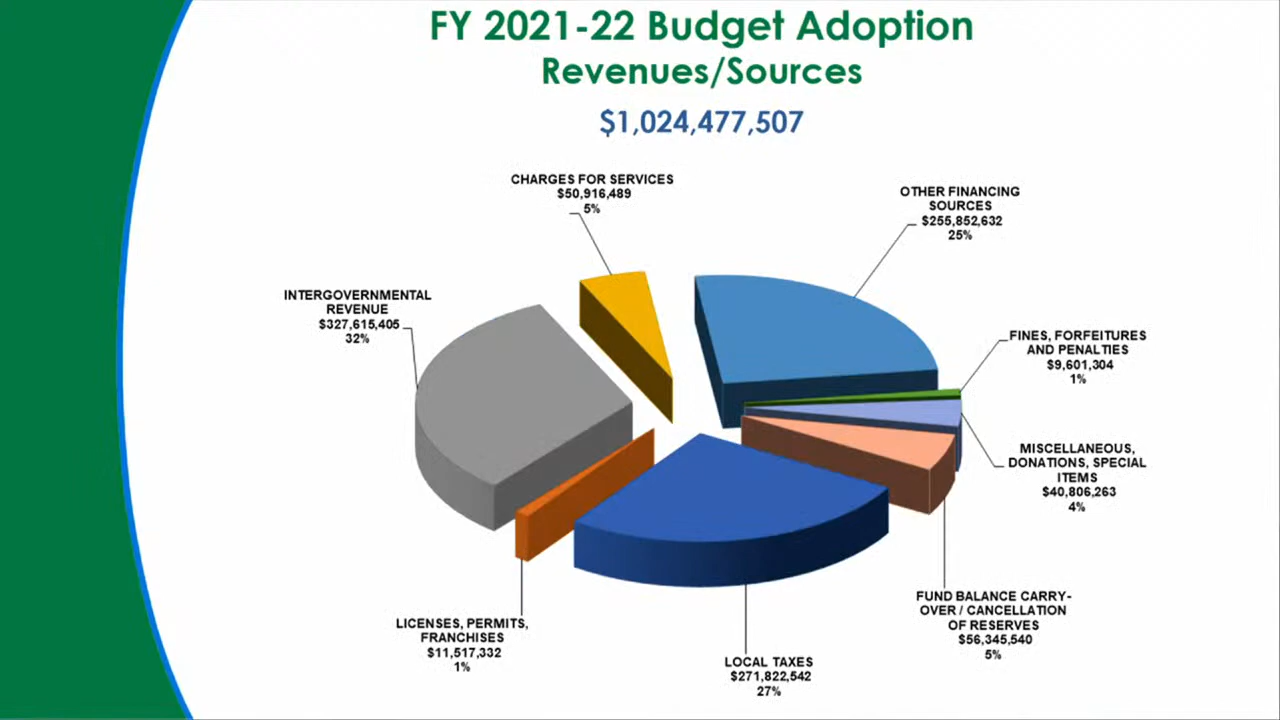 FY 2021-22 Budget Adoption
Revenues/Sources
$1,024,477,507
CHARGES FOR SERVICES
$50,916,489
5%
OTHER FINANCING
SOURCES
$255,852,632
25%
INTERGOVERNMENTAL
REVENUE
$327,615,405
32%
FINES, FORFEITURES
AND PENALTIES
$9,601,304
1%
MISCELLANEOUS,
DONATIONS, SPECIAL
ITEMS
$40,806,263
4%
FUND BALANCE CARRY-
OVER / CANCELLATION
OF RESERVES
$56,345,540
5%
LICENSES, PERMITS,
FRANCHISES
$11,517,332
1%
LOCAL TAXES
$271,822,542
27%